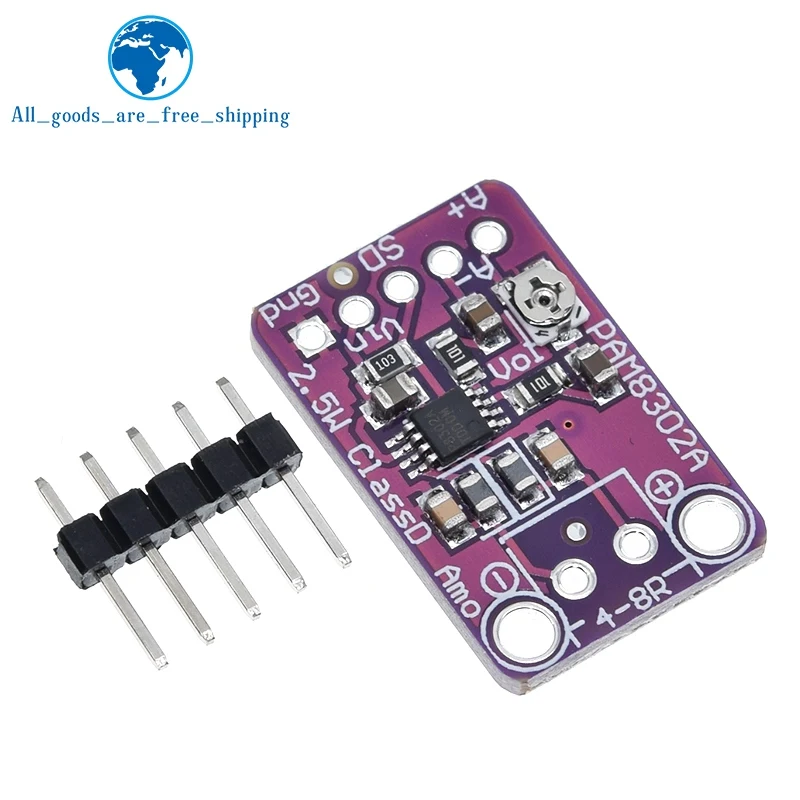 All_goods_are_free_shipping
A+
A-
SD
Vin
Gnd
Vol
103
101
101
PAM8302A
2.5W ClassD Amo
+
-
4-8R